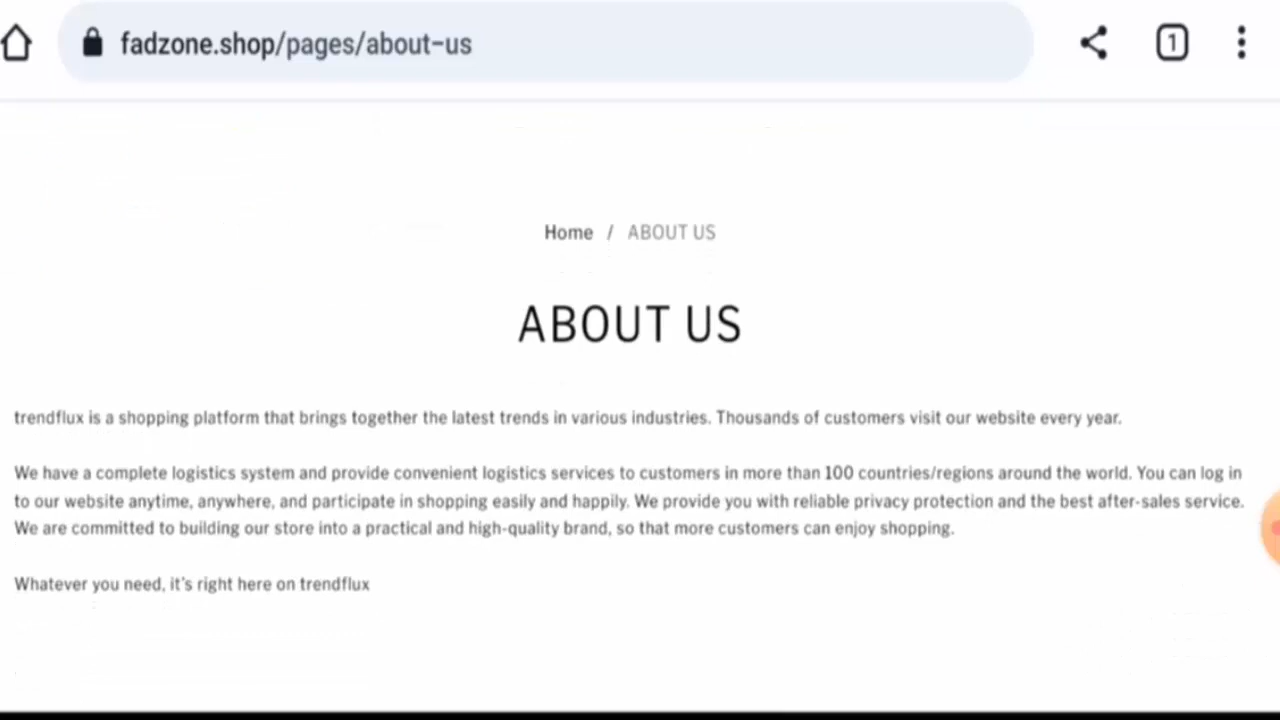 fadzone.shop/pages/about-us
1
Home / ABOUT US
ABOUT US
trendflux is a shopping platform that brings together the latest trends in various industries. Thousands of customers visit our website every year.
We have a complete logistics system and provide convenient logistics services to customers in more than 100 countries/regions around the world. You can log in
to our website anytime, anywhere, and participate in shopping easily and happily. We provide you with reliable privacy protection and the best after-sales service.
We are committed to building our store into a practical and high-quality brand, so that more customers can enjoy shopping.
Whatever you need, it's right here on trendflux